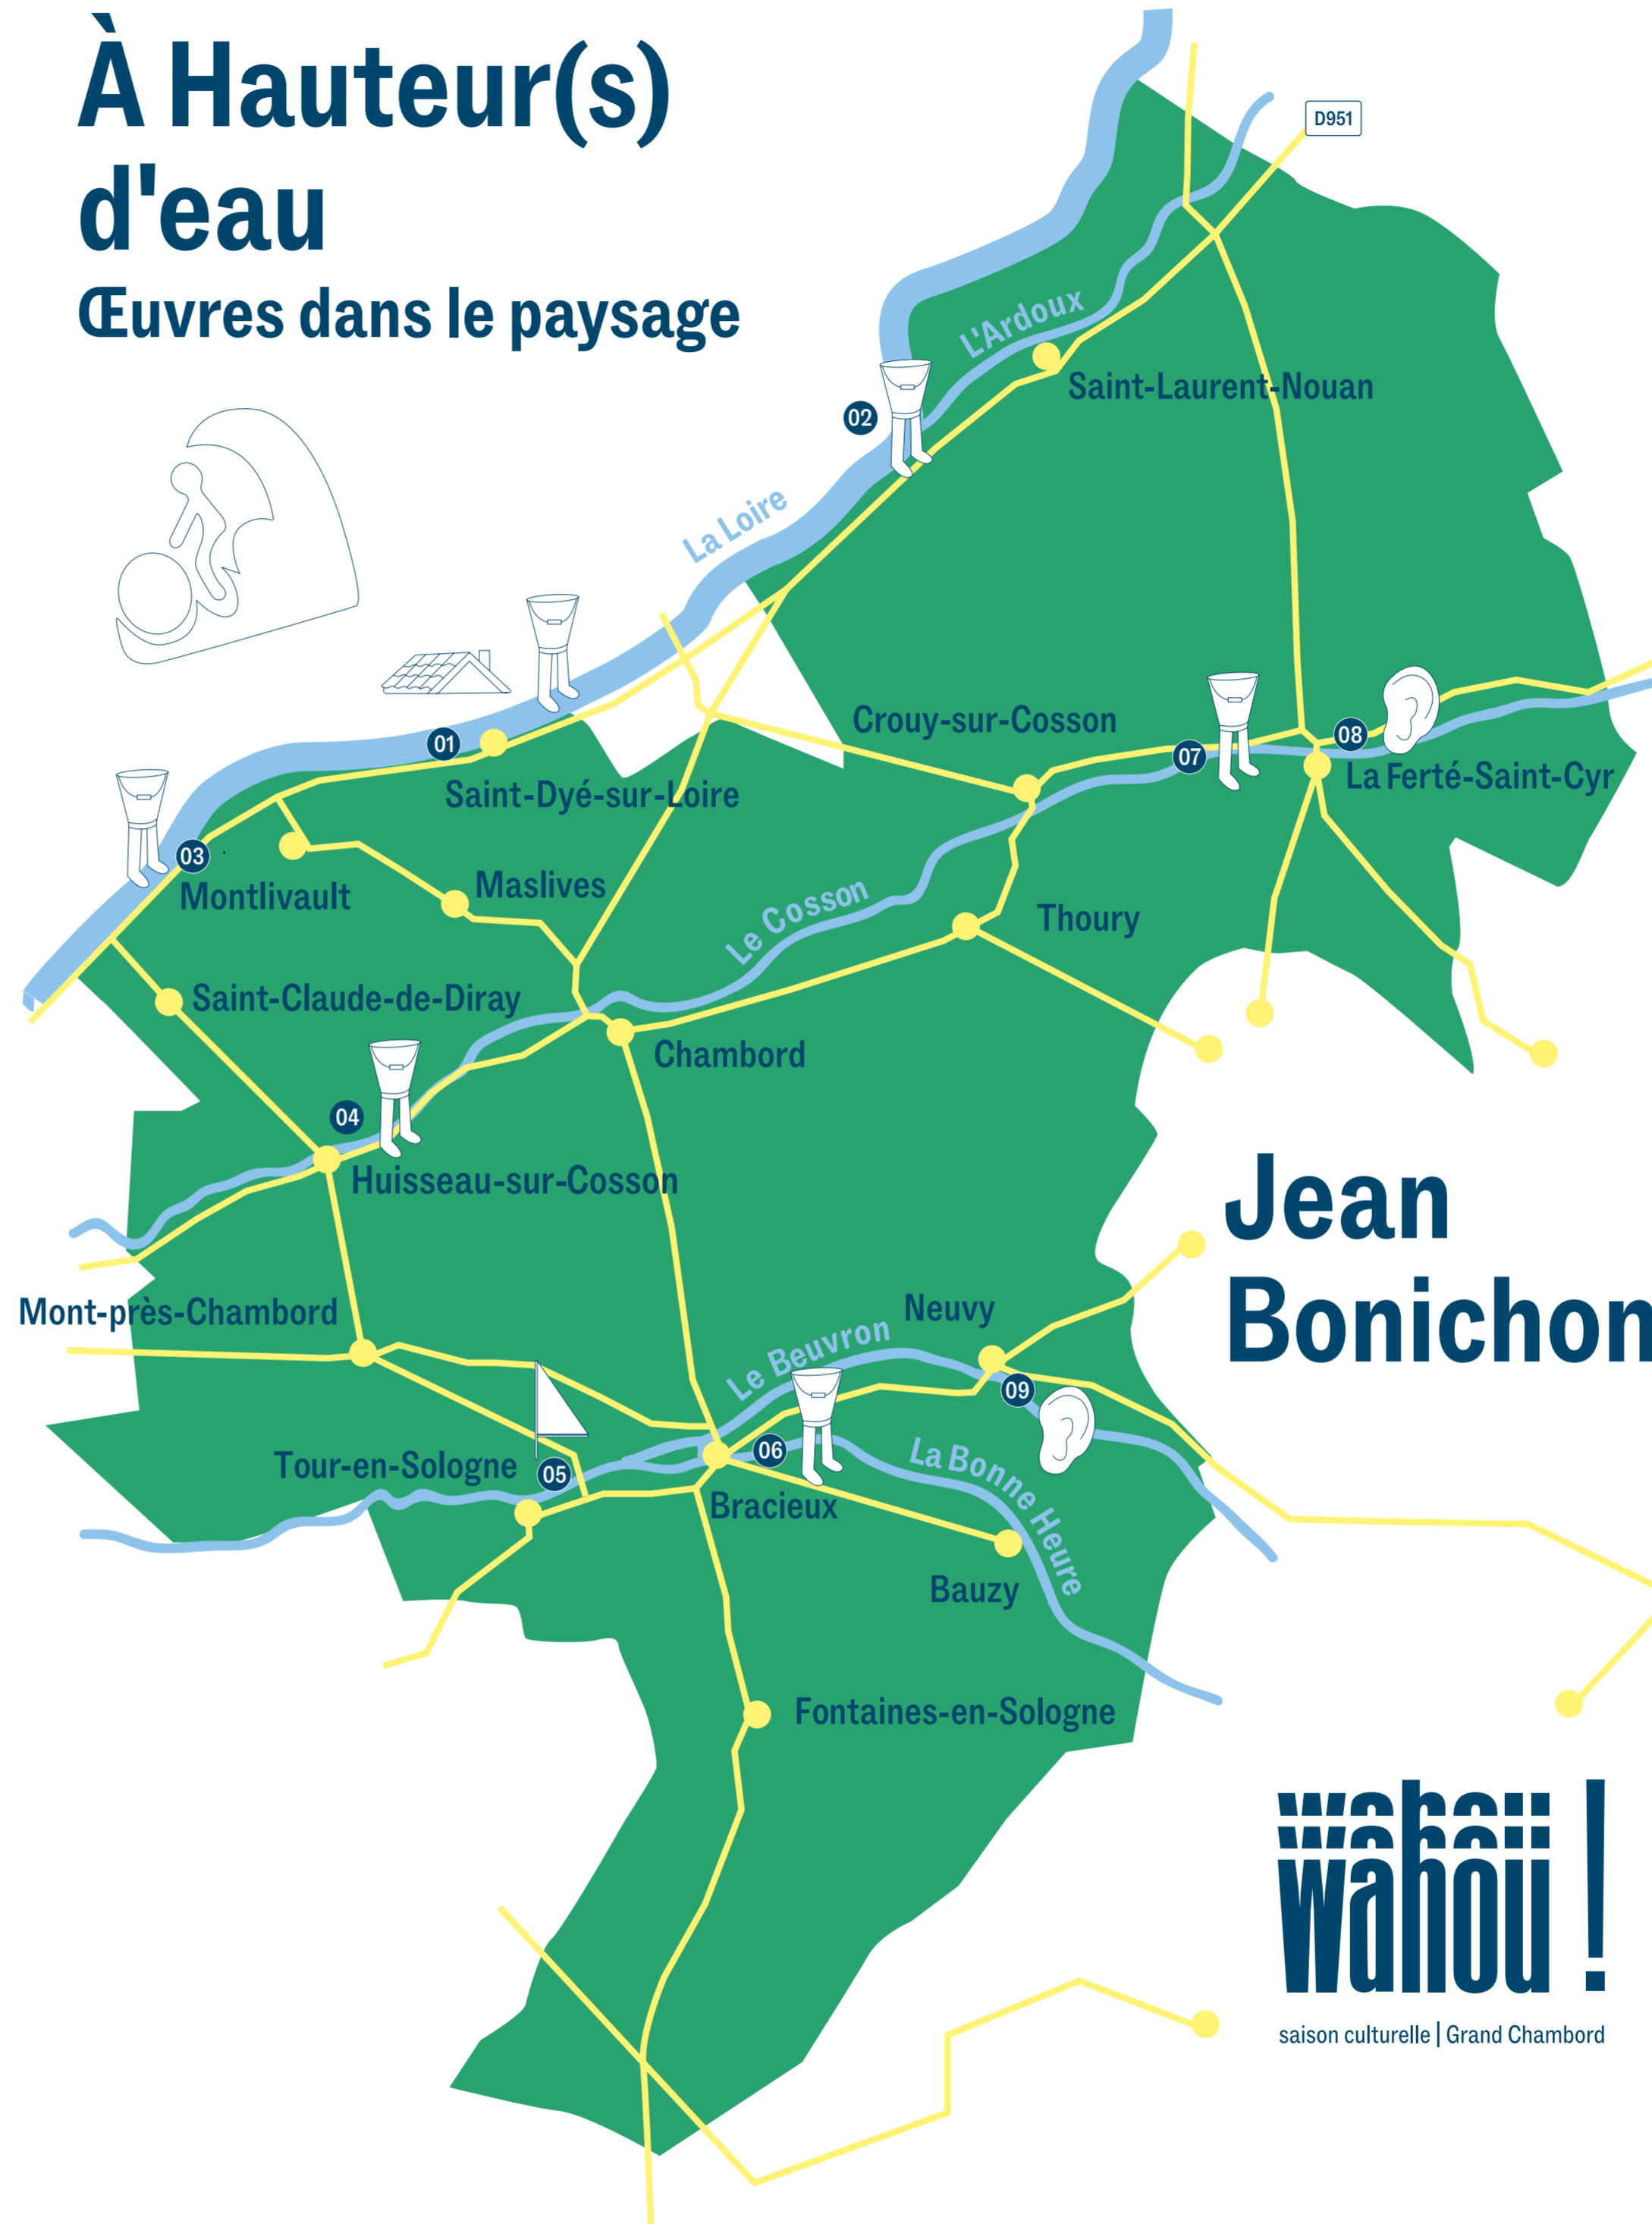 À Hauteur(s)
d'eau
Œuvres dans le paysage
D951
L'Ardoux
Saint-Laurent-Nouan
02
La Loire
Crouy-sur-Cosson
08
01
07
La Ferté-Saint-Cyr
Saint-Dyé-sur-Loire
03
Montlivault
Maslives
Le Cosson
Thoury
Saint-Claude-de-Diray
Chambord
04
Huisseau-sur-Cosson
Jean
Bonichon
Mont-près-Chambord
Neuvy
Le Beuvron
09
Tour-en-Sologne
05
06
La Bonne Heure
Bracieux
Bauzy
Fontaines-en-Sologne
wahoü !
saison culturelle | Grand Chambord